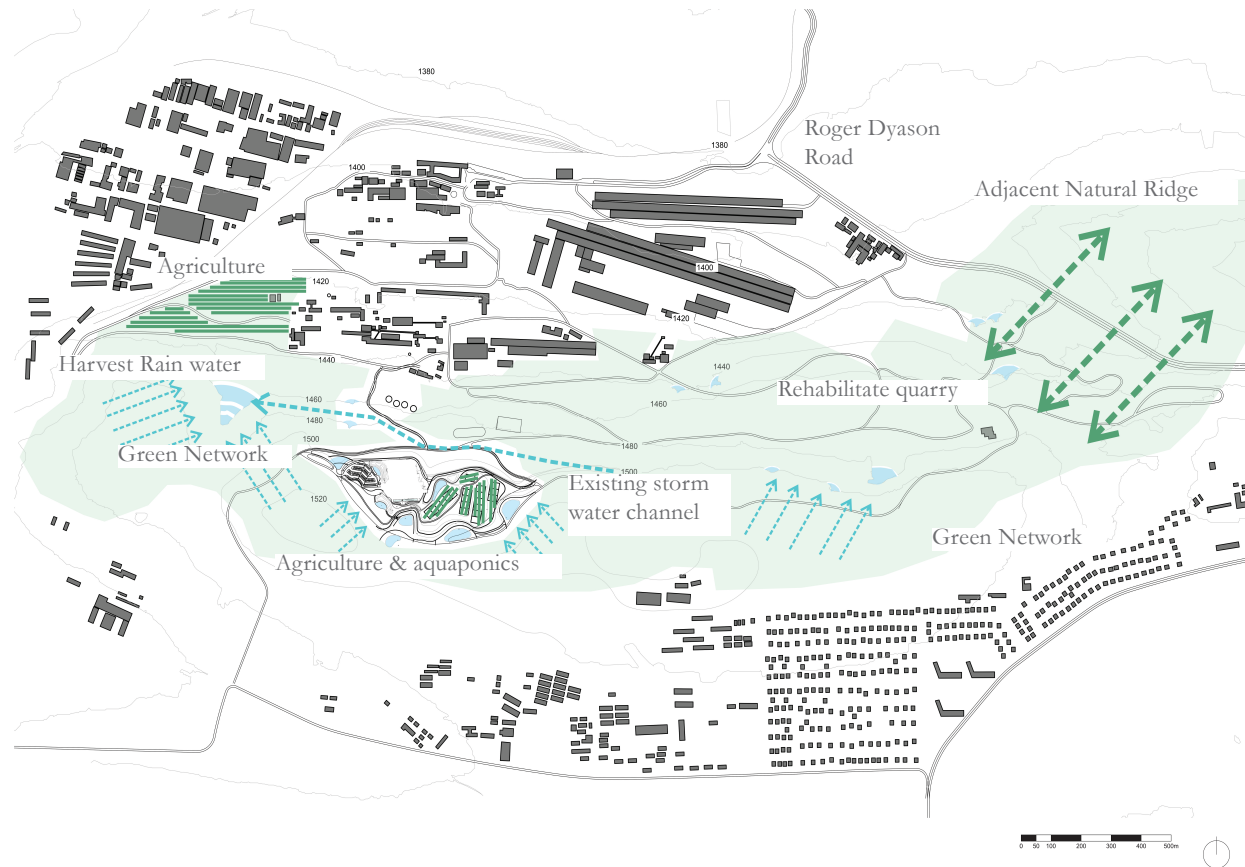 1380
Roger Dyason
Road
1380
1400
Adjacent Natural Ridge
Agriculture
1400
1420
1420
Harvest Rain water
1440
1440
Rehabilitate quarry
1460
1460
1480
1500
1480
Green Network
1500
Existing storm
water channel
1520
Green Network
Agriculture & aquaponics
0 50 100 200 300 400 500m